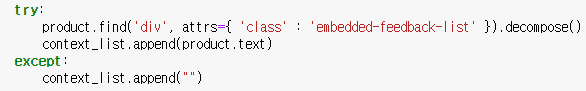 try:
    product.find('div', attrs={ 'class' : 'embedded-feedback-list' }).decompose()
    context_list.append(product.text)
except:
    context_list.append("")